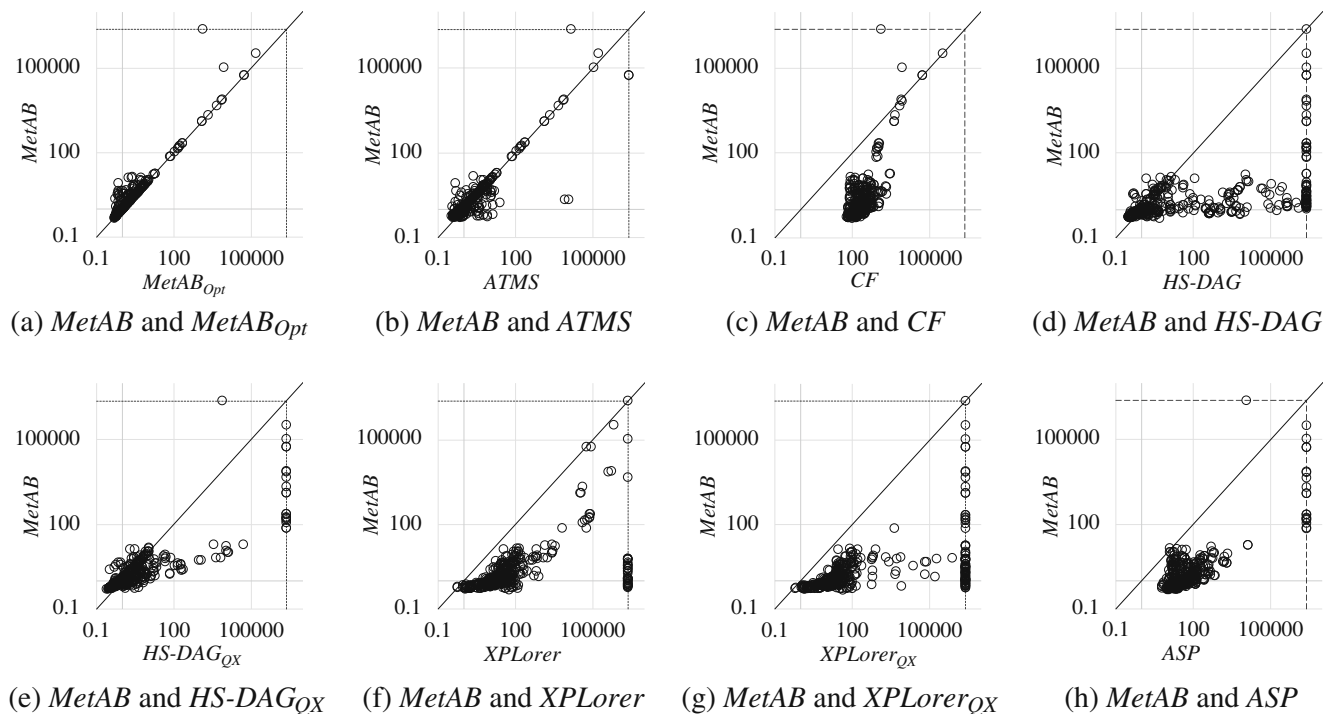 100000
100
0.1
MetAB
0.1 100 100000
MetAB_Opt
(a) MetAB and MetAB_Opt
100000
100
0.1
MetAB
0.1 100 100000
ATMS
(b) MetAB and ATMS
100000
100
0.1
MetAB
0.1 100 100000
CF
(c) MetAB and CF
100000
100
0.1
MetAB
0.1 100 100000
HS-DAG
(d) MetAB and HS-DAG
100000
100
0.1
MetAB
0.1 100 100000
HS-DAG_QX
(e) MetAB and HS-DAG_QX
100000
100
0.1
MetAB
0.1 100 100000
XPLorer
(f) MetAB and XPLorer
100000
100
0.1
MetAB
0.1 100 100000
XPLorer_QX
(g) MetAB and XPLorer_QX
100000
100
0.1
MetAB
0.1 100 100000
ASP
(h) MetAB and ASP